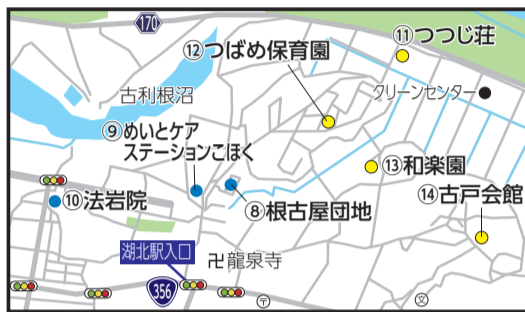 170
⑪つつじ荘
⑫つばめ保育園
クリーンセンター
古利根沼
⑨めいとケア
ステーションこほく
⑬和楽園
⑩法岩院
⑧根古屋団地
⑭古戸会館
湖北駅入口
卍龍泉寺
356
〒
文